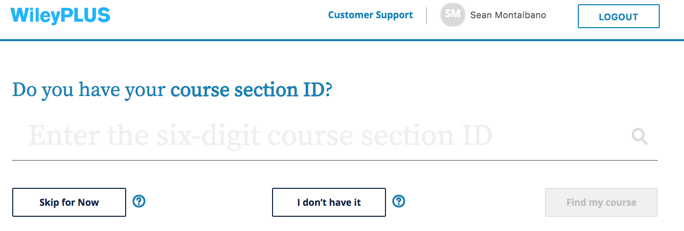 WileyPLUS Customer Support SM Sean Montalbano LOGOUT
Do you have your course section ID?
Enter the six-digit course section ID
Skip for Now ? I don't have it ? Find my course